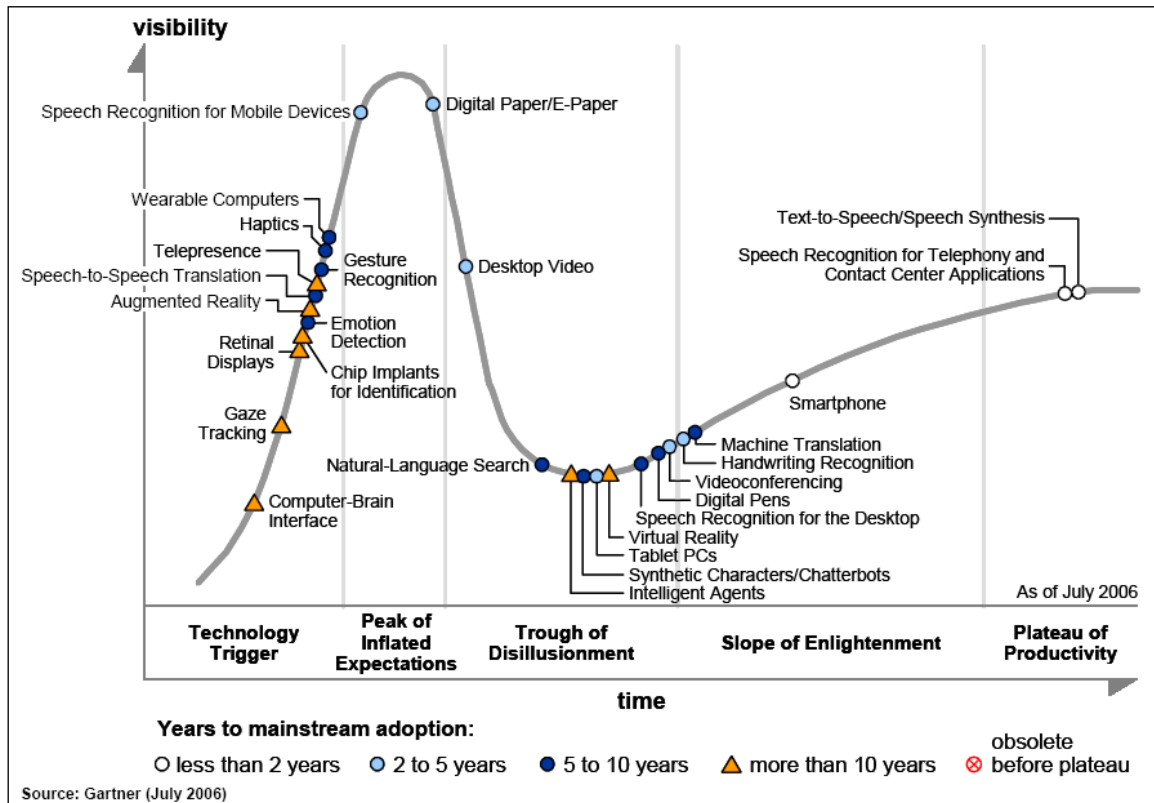 visibility
Speech Recognition for Mobile Devices
Digital Paper/E-Paper
Wearable Computers
Haptics
Telepresence
Speech-to-Speech Translation
Augmented Reality
Retinal
Displays
Gaze
Tracking
Gesture
Recognition
Emotion
Detection
Chip Implants
for Identification
Computer-Brain
Interface
Desktop Video
Natural-Language Search
Text-to-Speech/Speech Synthesis
Speech Recognition for Telephony and
Contact Center Applications
Smartphone
Machine Translation
Handwriting Recognition
Videoconferencing
Digital Pens
Speech Recognition for the Desktop
Virtual Reality
Tablet PCs
Synthetic Characters/Chatterbots
Intelligent Agents
As of July 2006
Technology
Trigger
Peak of
Inflated
Expectations
Trough of
Disillusionment
Slope of Enlightenment
Plateau of
Productivity
time
Years to mainstream adoption:
less than 2 years
2 to 5 years
5 to 10 years
more than 10 years
obsolete
before plateau
Source: Gartner (July 2006)